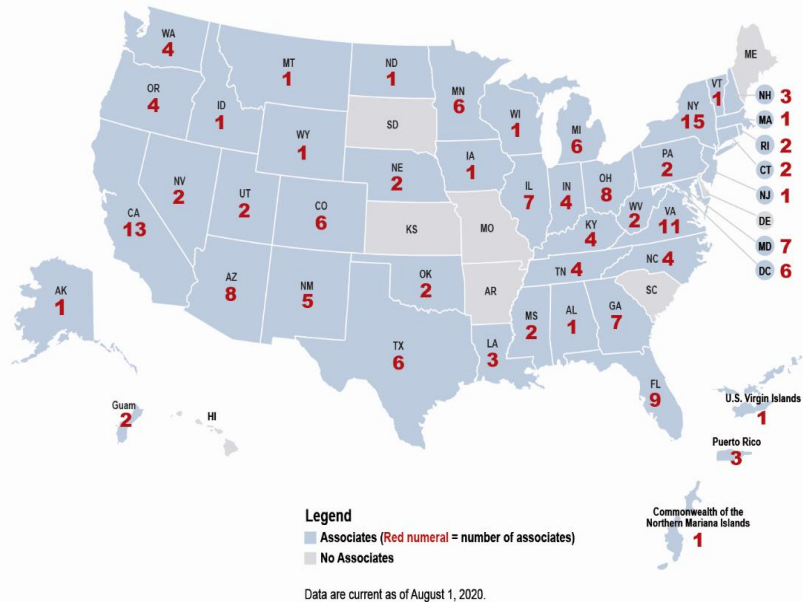 WA
4
MT
1
ND
1
MN
6
OR
4
ID
1
WY
1
SD
WI
1
MI
6
NY
15
VT
1
ME
NH 3
MA 1
RI 2
CT 2
NJ 1
DE
MD 7
DC 6
CA
13
NV
2
UT
2
CO
6
NE
2
IA
1
IL
7
IN
4
OH
8
PA
2
WV
2
VA
11
KS
MO
KY
4
NC 4
TN 4
SC
AZ
8
NM
5
OK
2
AR
MS
2
AL
1
GA
7
TX
6
LA
3
FL
9
AK
1
Guam
2
HI
U.S. Virgin Islands
1
Puerto Rico
3
Commonwealth of the
Northern Mariana Islands
1
Legend
Associates (Red numeral = number of associates)
No Associates
Data are current as of August 1, 2020.